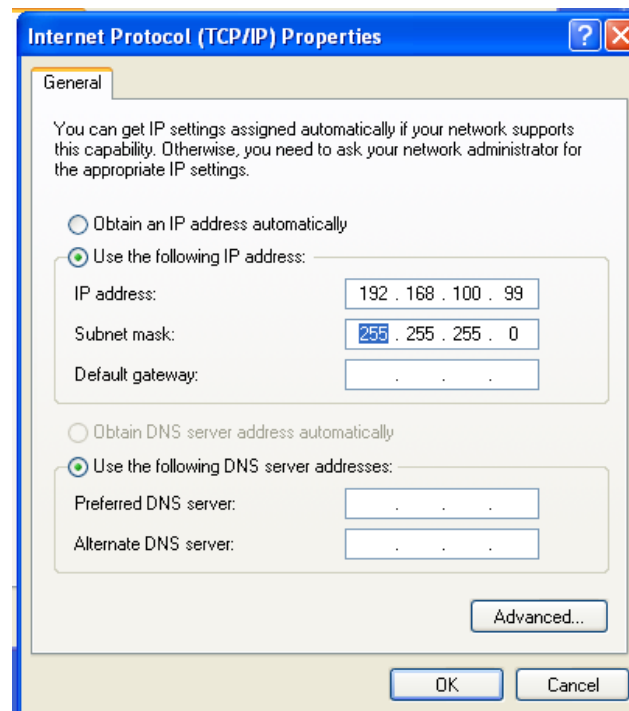 Internet Protocol (TCP/IP) Properties
General
You can get IP settings assigned automatically if your network supports
this capability. Otherwise, you need to ask your network administrator for
the appropriate IP settings.
Obtain an IP address automatically
Use the following IP address:
IP address: 192 . 168 . 100 . 99
Subnet mask: 255 . 255 . 255 . 0
Default gateway: . . .
Obtain DNS server address automatically
Use the following DNS server addresses:
Preferred DNS server: . . .
Alternate DNS server: . . .
Advanced...
OK Cancel